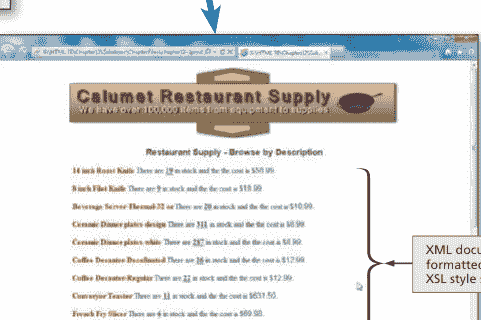 Calumet Restaurant Supply
We have over 100,000 items from equipment to supplies
Restaurant Supply - Browse by Description
14 inch Roast Knife There are 19 in stock and the the cost is $58.99.
8 inch Filet Knife There are 9 in stock and the the cost is $18.99.
Beverage Server Thermal 32 oz There are 20 in stock and the the cost is $10.99.
Ceramic Dinner plates design There are 311 in stock and the the cost is $8.99.
Ceramic Dinner plates white There are 287 in stock and the the cost is $6.99.
Coffee Decanter Decafinated There are 36 in stock and the the cost is $12.99.
Coffee Decanter Regular There are 22 in stock and the the cost is $12.99.
Conveyor Toaster There are 11 in stock and the the cost is $631.50.
French Fry Slicer There are 4 in stock and the the cost is $69.98.
XML docu
formatted
XSL style